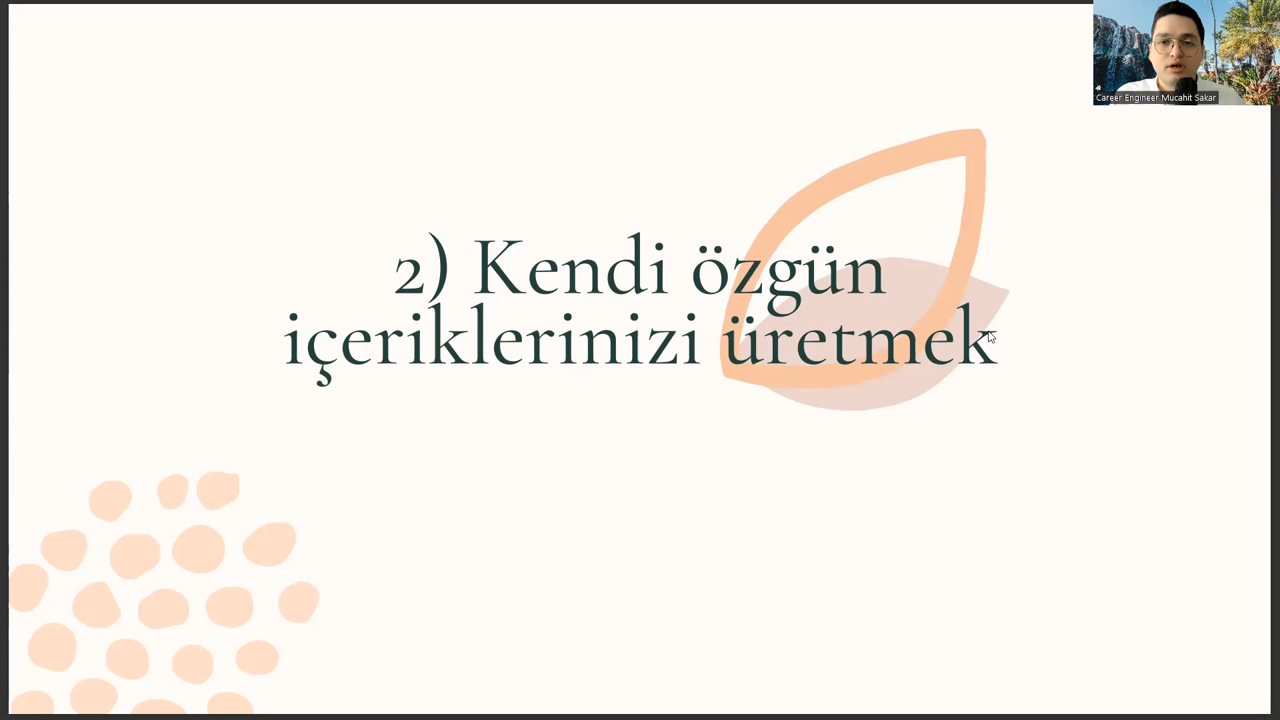 Career Engineer Mucahit Sakar
2) Kendi özgün
içeriklerinizi üretmek